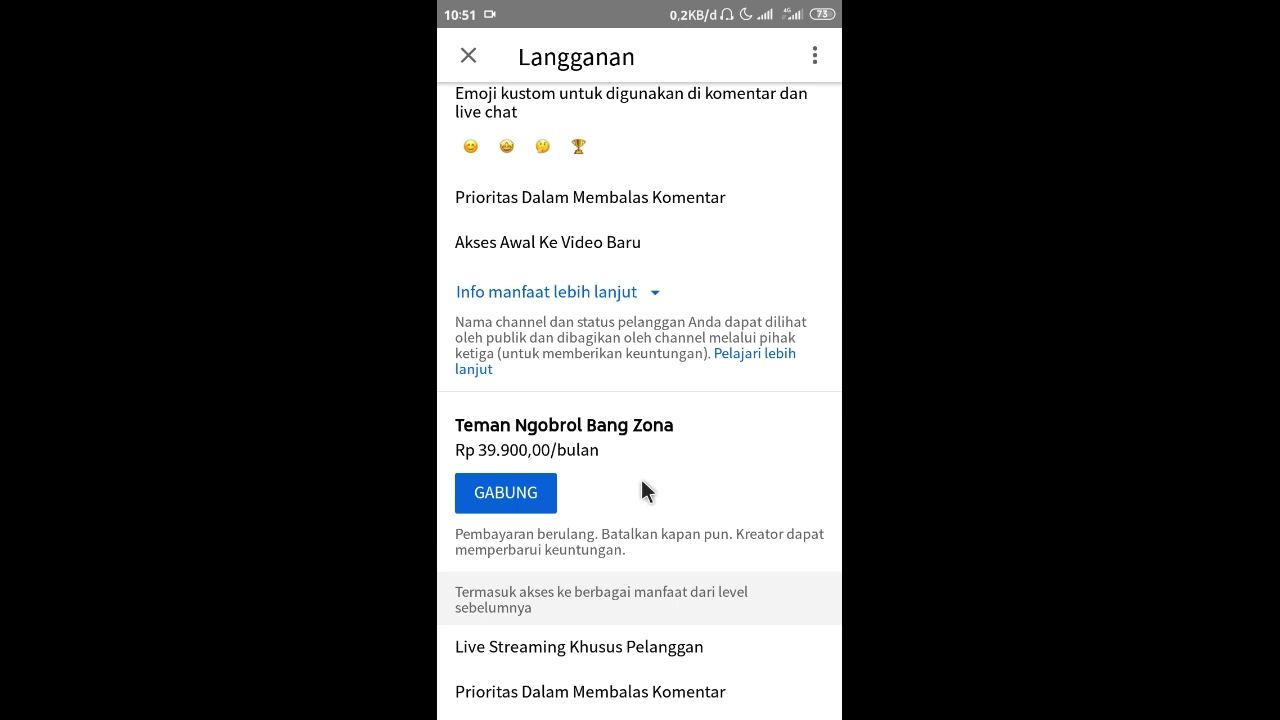 10:51 0,2KB/d 4G 73
Langganan
Emoji kustom untuk digunakan di komentar dan
live chat
Prioritas Dalam Membalas Komentar
Akses Awal Ke Video Baru
Info manfaat lebih lanjut
Nama channel dan status pelanggan Anda dapat dilihat
oleh publik dan dibagikan oleh channel melalui pihak
ketiga (untuk memberikan keuntungan). Pelajari lebih
lanjut
Teman Ngobrol Bang Zona
Rp 39.900,00/bulan
GABUNG
Pembayaran berulang. Batalkan kapan pun. Kreator dapat
memperbarui keuntungan.
Termasuk akses ke berbagai manfaat dari level
sebelumnya
Live Streaming Khusus Pelanggan
Prioritas Dalam Membalas Komentar